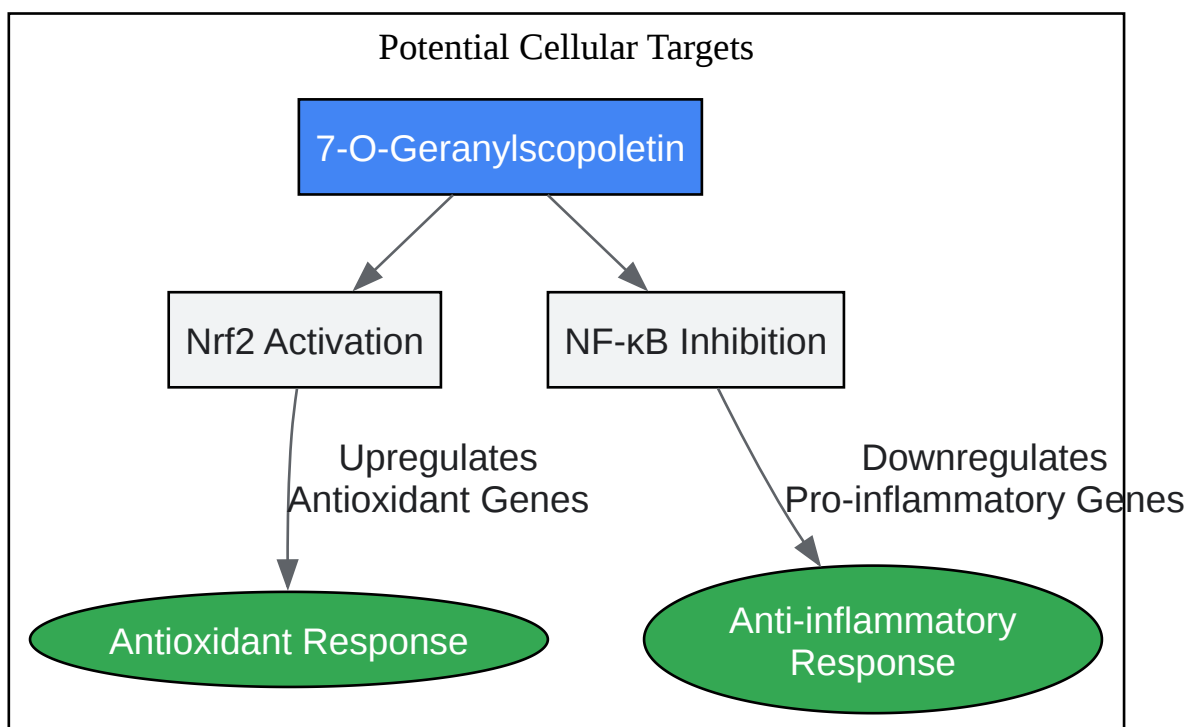 Potential Cellular Targets
7-O-Geranylscopoletin
Nrf2 Activation
NF-κB Inhibition
Upregulates
Antioxidant Genes
Downregulates
Pro-inflammatory Genes
Antioxidant Response
Anti-inflammatory
Response